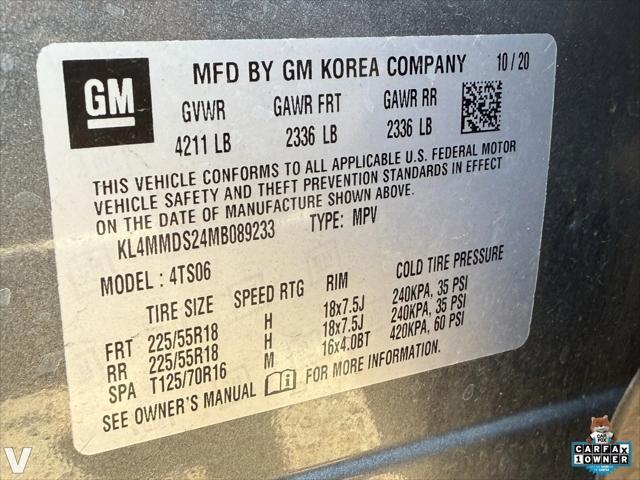 GM
MFD BY GM KOREA COMPANY 10/20
GVWR GAWR FRT GAWR RR
4211 LB 2336 LB 2336 LB
THIS VEHICLE CONFORMS TO ALL APPLICABLE U.S. FEDERAL MOTOR
VEHICLE SAFETY AND THEFT PREVENTION STANDARDS IN EFFECT
ON THE DATE OF MANUFACTURE SHOWN ABOVE.
KL4MMDS24MB089233 TYPE: MPV
MODEL: 4TS06
TIRE SIZE SPEED RTG RIM COLD TIRE PRESSURE
FRT 225/55R18 H 18x7.5J 240KPA, 35 PSI
RR 225/55R18 H 18x7.5J 240KPA, 35 PSI
SPA T125/70R16 M 16x4.0BT 420KPA, 60 PSI
SEE OWNER'S MANUAL i FOR MORE INFORMATION.
V
CARFAX
1 OWNER